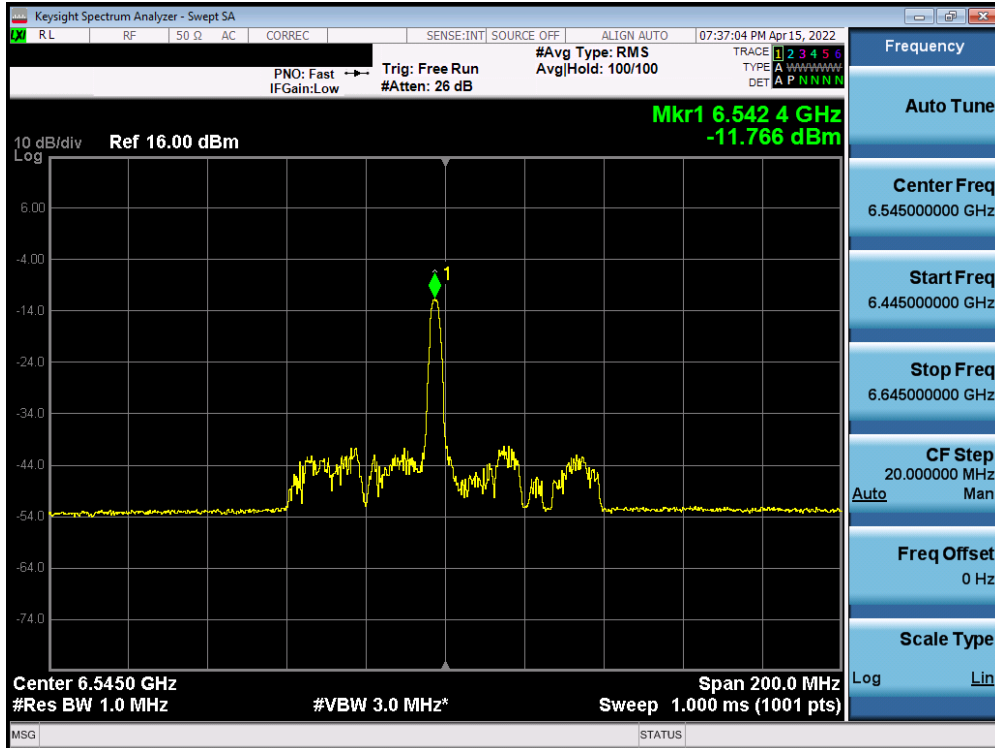 Keysight Spectrum Analyzer - Swept SA
LXI RL RF 50 Ω AC CORREC SENSE:INT SOURCE OFF ALIGN AUTO 07:37:04 PM Apr 15, 2022
PNO: Fast Trig: Free Run #Avg Type: RMS TRACE 1 2 3 4 5 6
IFGain:Low #Atten: 26 dB Avg|Hold: 100/100 TYPE A WWWWW
DET A P N N N N
Mkr1 6.542 4 GHz
-11.766 dBm
10 dB/div Ref 16.00 dBm
Log
6.00
-4.00
1
-14.0
-24.0
-34.0
-44.0
-54.0
-64.0
-74.0
Center 6.5450 GHz Span 200.0 MHz
#Res BW 1.0 MHz #VBW 3.0 MHz* Sweep 1.000 ms (1001 pts)
MSG STATUS
Frequency
Auto Tune
Center Freq
6.545000000 GHz
Start Freq
6.445000000 GHz
Stop Freq
6.645000000 GHz
CF Step
20.000000 MHz
Auto Man
Freq Offset
0 Hz
Scale Type
Log Lin